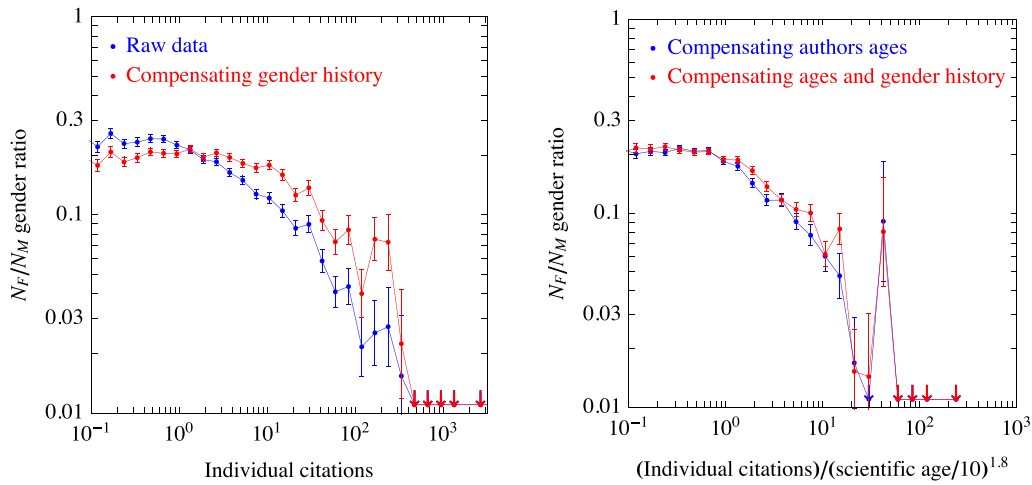 1
0.3
0.1
0.03
0.01
N_F/N_M gender ratio
Raw data
Compensating gender history
10^{-1}
10^0
10^1
10^2
10^3
Individual citations
1
0.3
0.1
0.03
0.01
N_F/N_M gender ratio
Compensating authors ages
Compensating ages and gender history
10^{-1}
10^0
10^1
10^2
10^3
(Individual citations)/(scientific age/10)^{1.8}